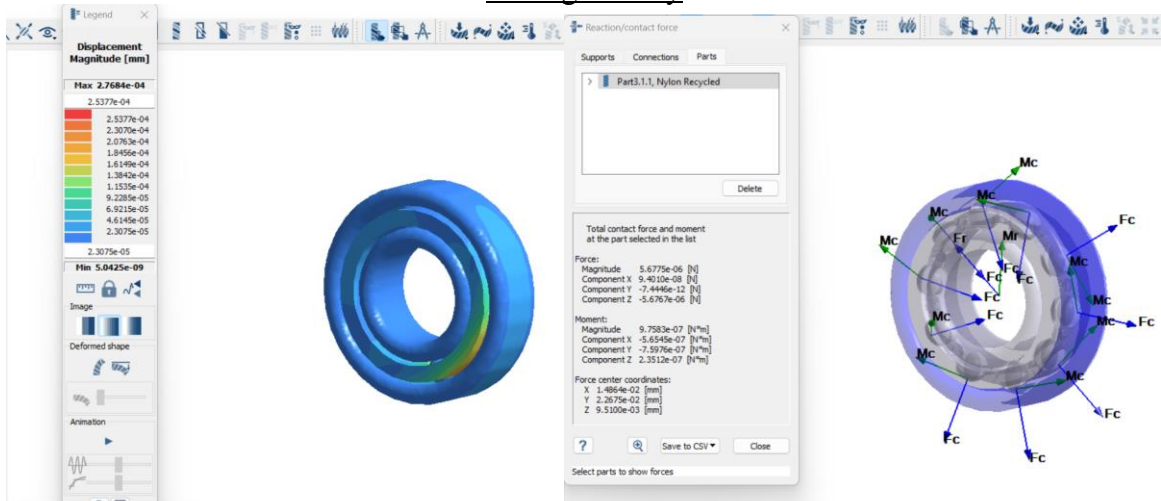 Legend
Displacement
Magnitude [mm]
Max 2.7684e-04
2.5377e-04
2.5377e-04
2.3070e-04
2.0763e-04
1.8456e-04
1.6149e-04
1.3842e-04
1.1535e-04
9.2285e-05
6.9215e-05
4.6145e-05
2.3075e-05
2.3075e-05
Min 5.0425e-09
Image
Deformed shape
Animation
Reaction/contact force
Supports Connections Parts
Part3.1.1, Nylon Recycled
Delete
Total contact force and moment
at the part selected in the list
Force:
Magnitude 5.6775e-06 [N]
Component X 9.4010e-08 [N]
Component Y -7.4446e-12 [N]
Component Z -5.6767e-06 [N]
Moment:
Magnitude 9.7583e-07 [N*m]
Component X -5.6545e-07 [N*m]
Component Y -7.5976e-07 [N*m]
Component Z 2.3512e-07 [N*m]
Force center coordinates:
X 1.4864e-02 [mm]
Y 2.2675e-02 [mm]
Z 9.5100e-03 [mm]
? Save to CSV Close
Select parts to show forces
Mc
Mc
Mc
Fc
Mc
Fr
Mr
Fc
Fc
Fc
Fc
Mc
Mc
Fc
Mc
Fc
Mc
Mc
Fc
Fc
Fc